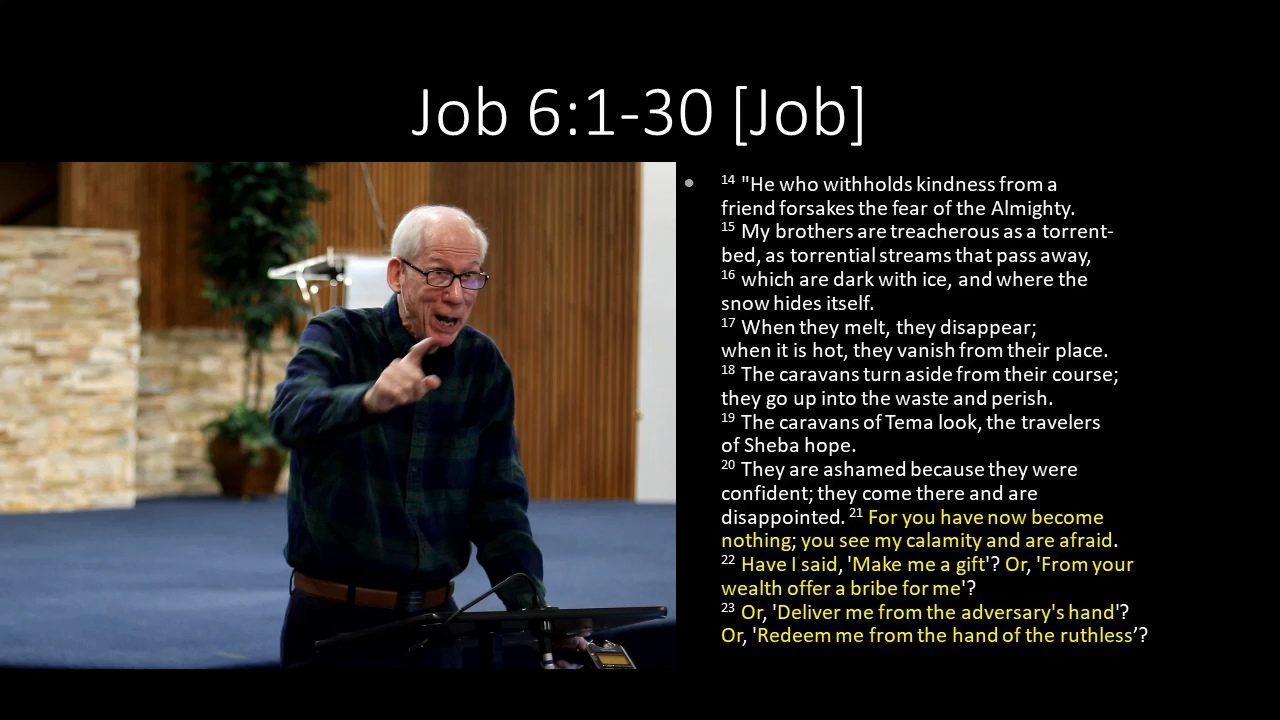 Job 6:1-30 [Job]
• ¹⁴ "He who withholds kindness from a
friend forsakes the fear of the Almighty.
¹⁵ My brothers are treacherous as a torrent-
bed, as torrential streams that pass away,
¹⁶ which are dark with ice, and where the
snow hides itself.
¹⁷ When they melt, they disappear;
when it is hot, they vanish from their place.
¹⁸ The caravans turn aside from their course;
they go up into the waste and perish.
¹⁹ The caravans of Tema look, the travelers
of Sheba hope.
²⁰ They are ashamed because they were
confident; they come there and are
disappointed. ²¹ For you have now become
nothing; you see my calamity and are afraid.
²² Have I said, 'Make me a gift'? Or, 'From your
wealth offer a bribe for me'?
²³ Or, 'Deliver me from the adversary's hand'?
Or, 'Redeem me from the hand of the ruthless’?